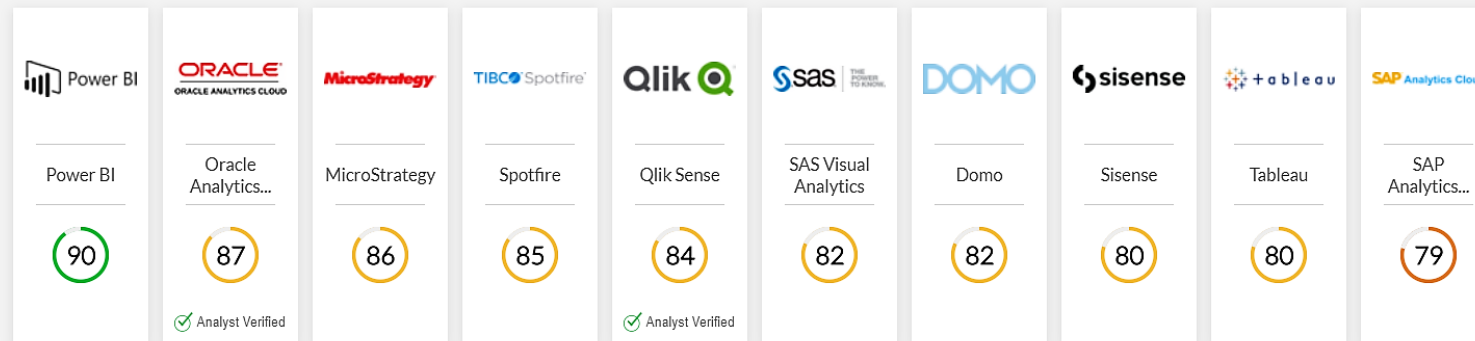 Power BI
ORACLE
ORACLE ANALYTICS CLOUD
MicroStrategy
TIBCO Spotfire
Qlik Q
sas
THE
POWER
TO KNOW.
DOMO
sisense
+ableau
SAP Analytics Clou
Power BI
Oracle
Analytics...
MicroStrategy
Spotfire
Qlik Sense
SAS Visual
Analytics
Domo
Sisense
Tableau
SAP
Analytics...
90
87
86
85
84
82
82
80
80
79
Analyst Verified
Analyst Verified